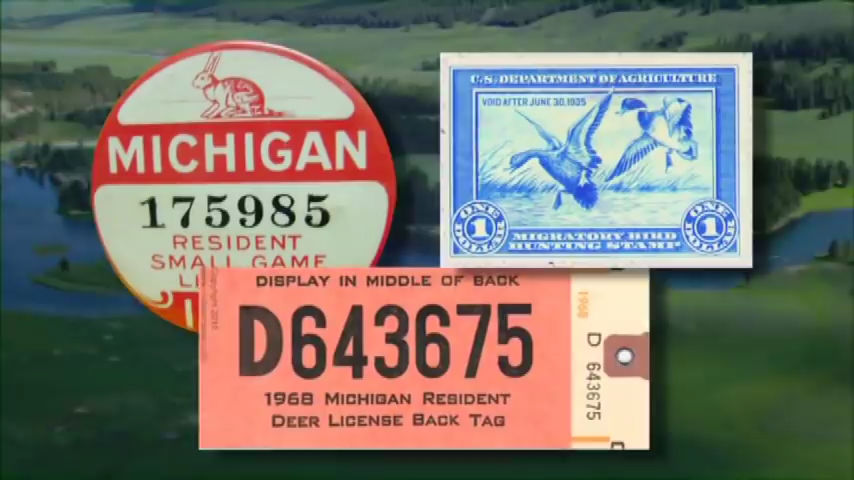 MICHIGAN
175985
RESIDENT
SMALL GAME
U.S. DEPARTMENT OF AGRICULTURE
VOID AFTER JUNE 30, 1935
ONE DOLLAR
1
ONE DOLLAR
1
MIGRATORY BIRD
HUNTING STAMP
DISPLAY IN MIDDLE OF BACK
D643675
1968 MICHIGAN RESIDENT
DEER LICENSE BACK TAG
1968
D 643675